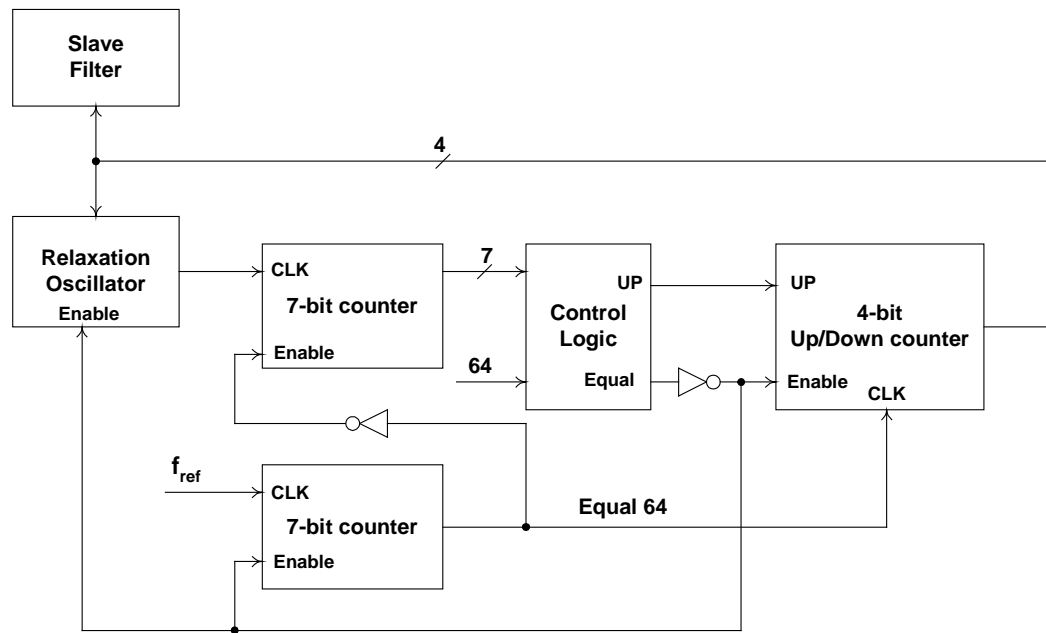 Slave
Filter
4
Relaxation
Oscillator
Enable
CLK
7-bit counter
Enable
7
64
UP
Control
Logic
Equal
UP
4-bit
Up/Down counter
Enable
CLK
f_ref
CLK
7-bit counter
Enable
Equal 64